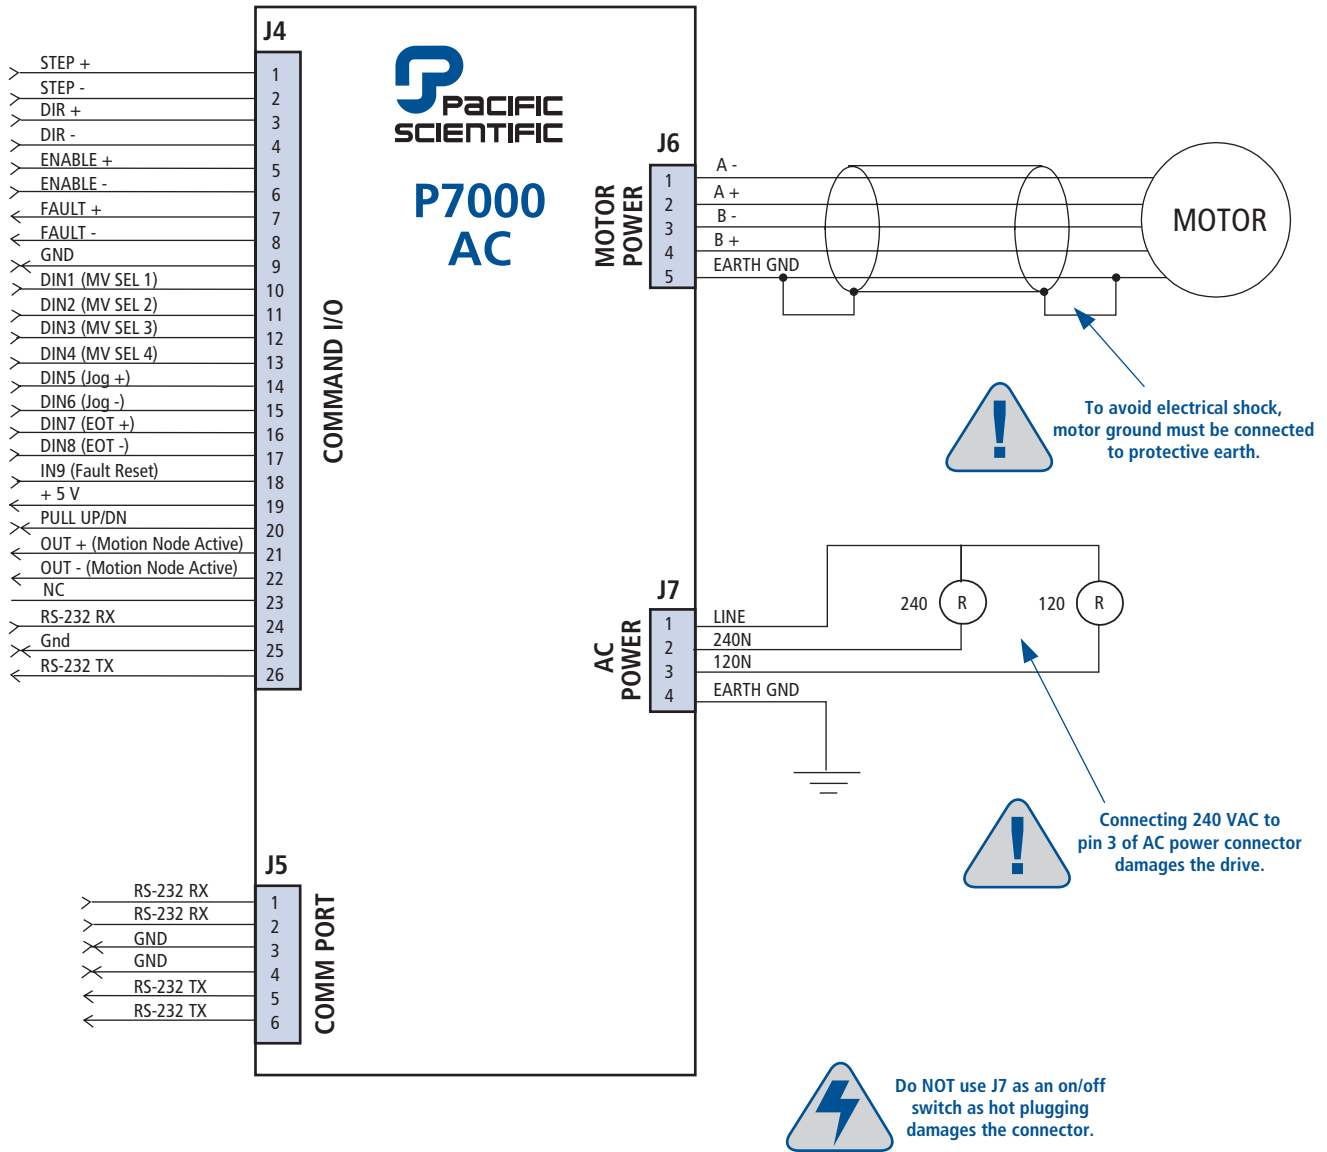 J4
STEP + 1
STEP - 2
DIR + 3
DIR - 4
ENABLE + 5
ENABLE - 6
FAULT + 7
FAULT - 8
GND 9
DIN1 (MV SEL 1) 10
DIN2 (MV SEL 2) 11
DIN3 (MV SEL 3) 12
DIN4 (MV SEL 4) 13
DIN5 (Jog +) 14
DIN6 (Jog -) 15
DIN7 (EOT +) 16
DIN8 (EOT -) 17
IN9 (Fault Reset) 18
+ 5 V 19
PULL UP/DN 20
OUT + (Motion Node Active) 21
OUT - (Motion Node Active) 22
NC 23
RS-232 RX 24
Gnd 25
RS-232 TX 26
COMMAND I/O
PACIFIC
SCIENTIFIC
P7000
AC
J6
MOTOR
POWER
1 A -
2 A +
3 B -
4 B +
5 EARTH GND
MOTOR
!
To avoid electrical shock,
motor ground must be connected
to protective earth.
J7
AC
POWER
1 LINE
2 240N
3 120N
4 EARTH GND
240 R
120 R
!
Connecting 240 VAC to
pin 3 of AC power connector
damages the drive.
J5
RS-232 RX 1
RS-232 RX 2
GND 3
GND 4
RS-232 TX 5
RS-232 TX 6
COMM PORT
Do NOT use J7 as an on/off
switch as hot plugging
damages the connector.